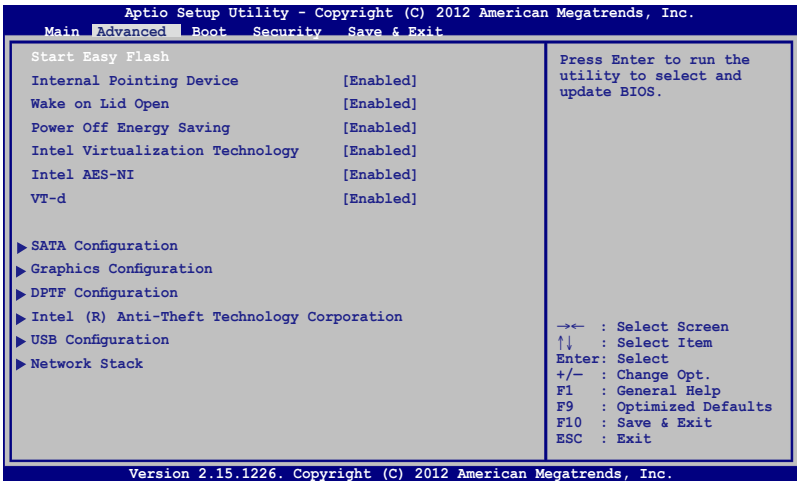 Aptio Setup Utility - Copyright (C) 2012 American Megatrends, Inc.
Main Advanced Boot Security Save & Exit
Start Easy Flash
Internal Pointing Device [Enabled]
Wake on Lid Open [Enabled]
Power Off Energy Saving [Enabled]
Intel Virtualization Technology [Enabled]
Intel AES-NI [Enabled]
VT-d [Enabled]
SATA Configuration
Graphics Configuration
DPTF Configuration
Intel (R) Anti-Theft Technology Corporation
USB Configuration
Network Stack
Press Enter to run the
utility to select and
update BIOS.
→← : Select Screen
↑↓ : Select Item
Enter: Select
+/— : Change Opt.
F1 : General Help
F9 : Optimized Defaults
F10 : Save & Exit
ESC : Exit
Version 2.15.1226. Copyright (C) 2012 American Megatrends, Inc.